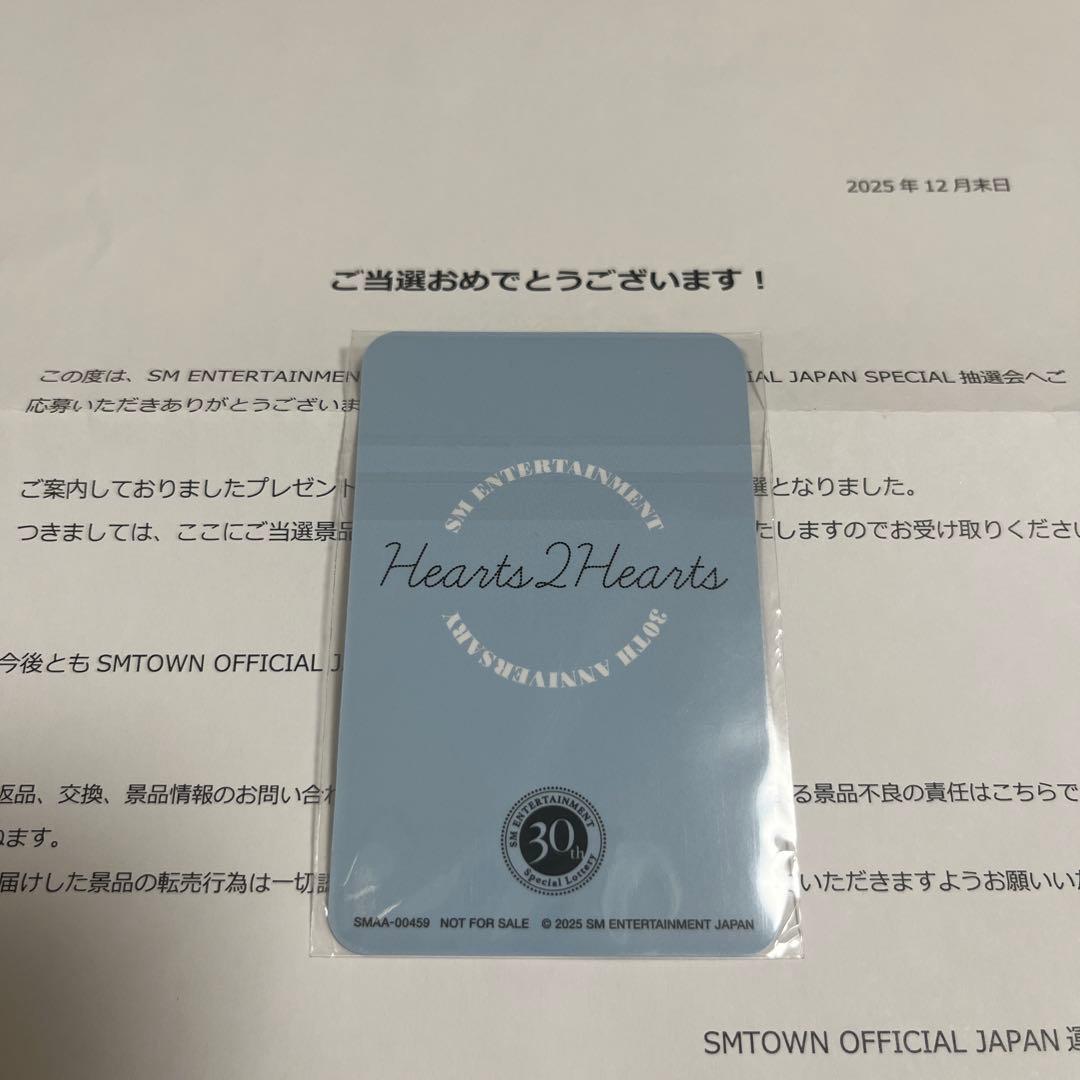 2025 年 12 月末日
ご当選おめでとうございます！
この度は、SM ENTERTAINMEN
IAL JAPAN SPECIAL 抽選会へご
応募いただきありがとうございま
ご案内しておりましたプレゼント
選となりました。
つきましては、ここにご当選景品
たしますのでお受け取りくださ
今後とも SMTOWN OFFICIAL J
返品、交換、景品情報のお問い合わ
る景品不良の責任はこちらで
ねます。
届けした景品の転売行為は一切
いただきますようお願いい
SMTOWN OFFICIAL JAPAN 運
SM ENTERTAINMENT
Hearts2Hearts
30TH ANNIVERSARY
SM ENTERTAINMENT
30th
Special Lottery
SMAA-00459 NOT FOR SALE © 2025 SM ENTERTAINMENT JAPAN